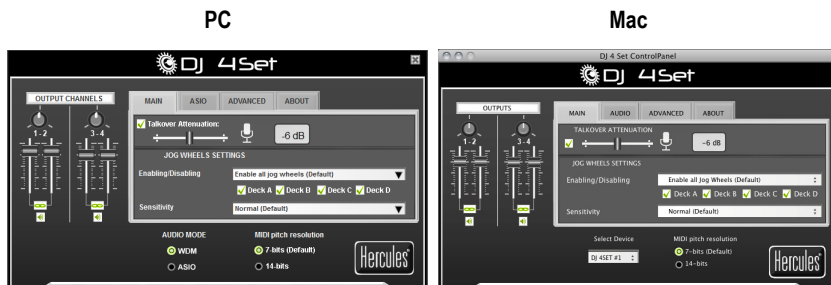 PC
DJ 4Set
OUTPUT CHANNELS
1-2
3-4
MAIN
ASIO
ADVANCED
ABOUT
Talkover Attenuation:
-6 dB
JOG WHEELS SETTINGS
Enabling/Disabling
Enable all jog wheels (Default)
Deck A
Deck B
Deck C
Deck D
Sensitivity
Normal (Default)
AUDIO MODE
WDM
ASIO
MIDI pitch resolution
7-bits (Default)
14-bits
Hercules
Mac
DJ 4 Set ControlPanel
DJ 4Set
OUTPUTS
1-2
3-4
MAIN
AUDIO
ADVANCED
ABOUT
TALKOVER ATTENUATION
-6 dB
JOG WHEELS SETTINGS
Enabling/Disabling
Enable all Jog Wheels (Default)
Deck A
Deck B
Deck C
Deck D
Sensitivity
Normal (Default)
Select Device
DJ 4SET #1
MIDI pitch resolution
7-bits (Default)
14-bits
Hercules